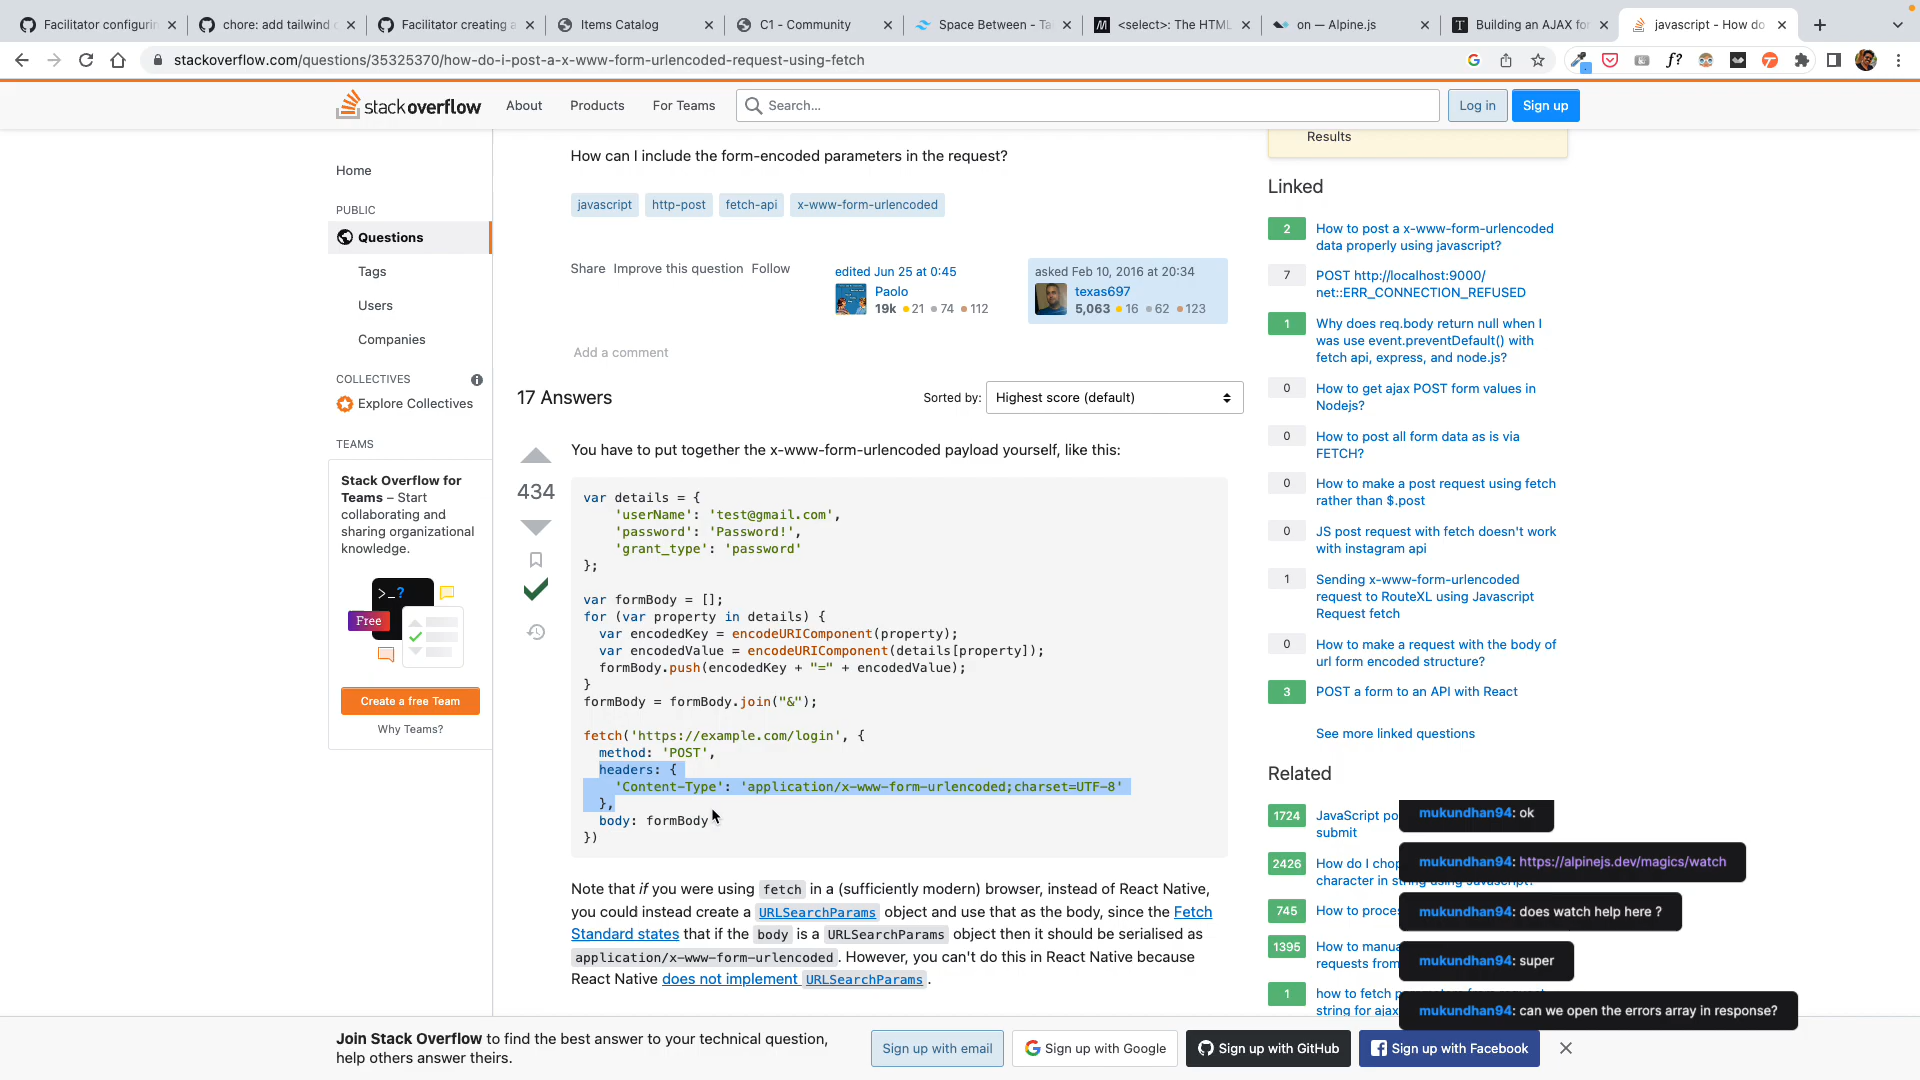 Facilitator configurin
chore: add tailwind c
Facilitator creating a
Items Catalog
C1 - Community
Space Between - Ta
<select>: The HTML
on — Alpine.js
Building an AJAX for
javascript - How do
stackoverflow.com/questions/35325370/how-do-i-post-a-x-www-form-urlencoded-request-using-fetch
f?
stackoverflow
About
Products
For Teams
Search...
Log in
Sign up
Home
PUBLIC
Questions
Tags
Users
Companies
COLLECTIVES
Explore Collectives
TEAMS
Stack Overflow for
Teams – Start
collaborating and
sharing organizational
knowledge.
>_?
Free
Create a free Team
Why Teams?
How can I include the form-encoded parameters in the request?
javascript
http-post
fetch-api
x-www-form-urlencoded
Share Improve this question Follow
edited Jun 25 at 0:45
Paolo
19k 21 74 112
asked Feb 10, 2016 at 20:34
texas697
5,063 16 62 123
Add a comment
17 Answers
Sorted by:
Highest score (default)
434
You have to put together the x-www-form-urlencoded payload yourself, like this:
var details = {
'userName': 'test@gmail.com',
'password': 'Password!',
'grant_type': 'password'
};
var formBody = [];
for (var property in details) {
var encodedKey = encodeURIComponent(property);
var encodedValue = encodeURIComponent(details[property]);
formBody.push(encodedKey + "=" + encodedValue);
}
formBody = formBody.join("&");
fetch('https://example.com/login', {
method: 'POST',
headers: {
'Content-Type': 'application/x-www-form-urlencoded;charset=UTF-8'
},
body: formBody
})
Note that if you were using fetch in a (sufficiently modern) browser, instead of React Native,
you could instead create a URLSearchParams object and use that as the body, since the Fetch
Standard states that if the body is a URLSearchParams object then it should be serialised as
application/x-www-form-urlencoded. However, you can't do this in React Native because
React Native does not implement URLSearchParams.
Results
Linked
2 How to post a x-www-form-urlencoded
data properly using javascript?
7 POST http://localhost:9000/
net::ERR_CONNECTION_REFUSED
1 Why does req.body return null when I
was use event.preventDefault() with
fetch api, express, and node.js?
0 How to get ajax POST form values in
Nodejs?
0 How to post all form data as is via
FETCH?
0 How to make a post request using fetch
rather than $.post
0 JS post request with fetch doesn't work
with instagram api
1 Sending x-www-form-urlencoded
request to RouteXL using Javascript
Request fetch
0 How to make a request with the body of
url form encoded structure?
3 POST a form to an API with React
See more linked questions
Related
1724 JavaScript po
submit
2426 How do I cho
character in string using JavaScript?
745 How to proce
1395 How to manu
requests from
1 how to fetch
string for ajax
mukundhan94: ok
mukundhan94: https://alpinejs.dev/magics/watch
mukundhan94: does watch help here ?
mukundhan94: super
mukundhan94: can we open the errors array in response?
Join Stack Overflow to find the best answer to your technical question,
help others answer theirs.
Sign up with email
Sign up with Google
Sign up with GitHub
Sign up with Facebook